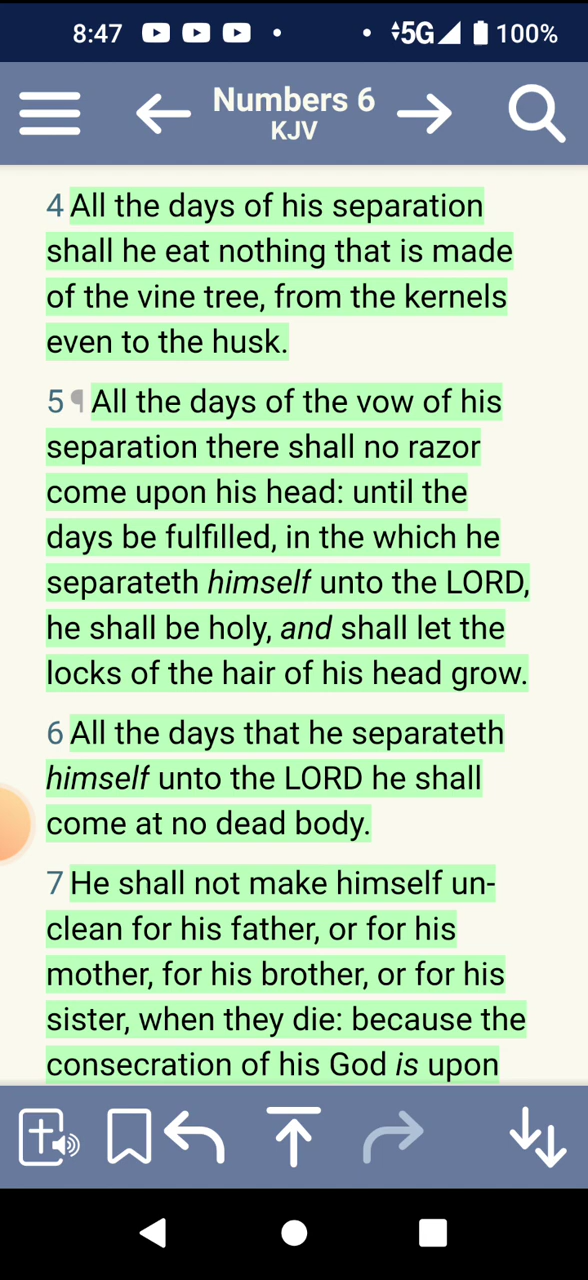 8:47
5G 100%
Numbers 6
KJV
4 All the days of his separation
shall he eat nothing that is made
of the vine tree, from the kernels
even to the husk.
5 ¶ All the days of the vow of his
separation there shall no razor
come upon his head: until the
days be fulfilled, in the which he
separateth himself unto the LORD,
he shall be holy, and shall let the
locks of the hair of his head grow.
6 All the days that he separateth
himself unto the LORD he shall
come at no dead body.
7 He shall not make himself un-
clean for his father, or for his
mother, for his brother, or for his
sister, when they die: because the
consecration of his God is upon